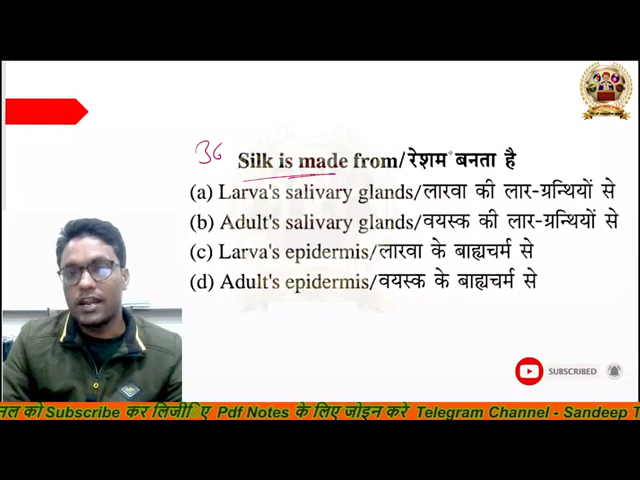 36
Silk is made from/रेशम बनता है
(a) Larva's salivary glands/लारवा की लार-ग्रन्थियों से
(b) Adult's salivary glands/वयस्क की लार-ग्रन्थियों से
(c) Larva's epidermis/लारवा के बाह्यचर्म से
(d) Adult's epidermis/वयस्क के बाह्यचर्म से
SUBSCRIBED
नल को Subscribe कर लिजीिए Pdf Notes के लिए जोइन करे Telegram Channel - Sandeep T